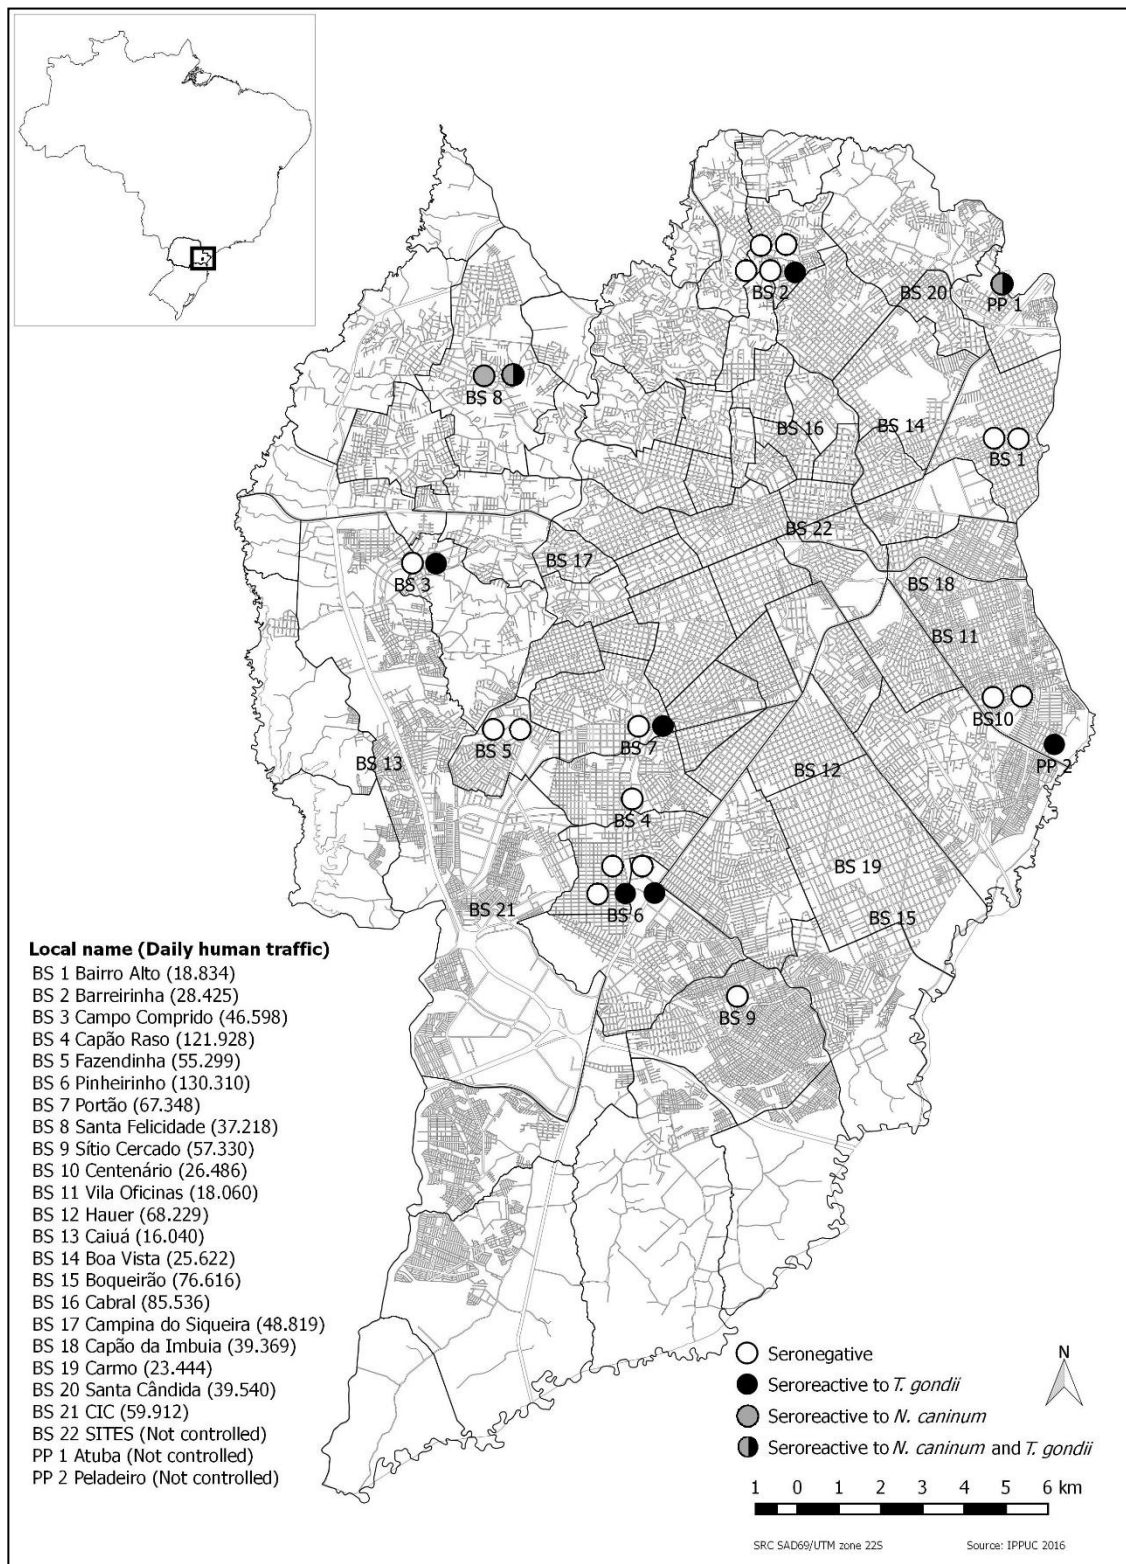 BS 2
BS 20
PP 1
BS 8
BS 16
BS 14
BS 1
BS 22
BS 17
BS 3
BS 18
BS 11
BS10
BS 5
BS 7
PP 2
BS 13
BS 12
BS 4
BS 19
BS 21
BS 6
BS 15
BS 9
Local name (Daily human traffic)
BS 1 Bairro Alto (18.834)
BS 2 Barreirinha (28.425)
BS 3 Campo Comprido (46.598)
BS 4 Capão Raso (121.928)
BS 5 Fazendinha (55.299)
BS 6 Pinheirinho (130.310)
BS 7 Portão (67.348)
BS 8 Santa Felicidade (37.218)
BS 9 Sítio Cercado (57.330)
BS 10 Centenário (26.486)
BS 11 Vila Oficinas (18.060)
BS 12 Hauer (68.229)
BS 13 Caiuá (16.040)
BS 14 Boa Vista (25.622)
BS 15 Boqueirão (76.616)
BS 16 Cabral (85.536)
BS 17 Campina do Siqueira (48.819)
BS 18 Capão da Imbuia (39.369)
BS 19 Carmo (23.444)
BS 20 Santa Cândida (39.540)
BS 21 CIC (59.912)
BS 22 SITES (Not controlled)
PP 1 Atuba (Not controlled)
PP 2 Peladeiro (Not controlled)
Seronegative
Seroreactive to T. gondii
Seroreactive to N. caninum
Seroreactive to N. caninum and T. gondii
N
1 0 1 2 3 4 5 6 km
SRC SAD69/UTM zone 22S
Source: IPPUC 2016